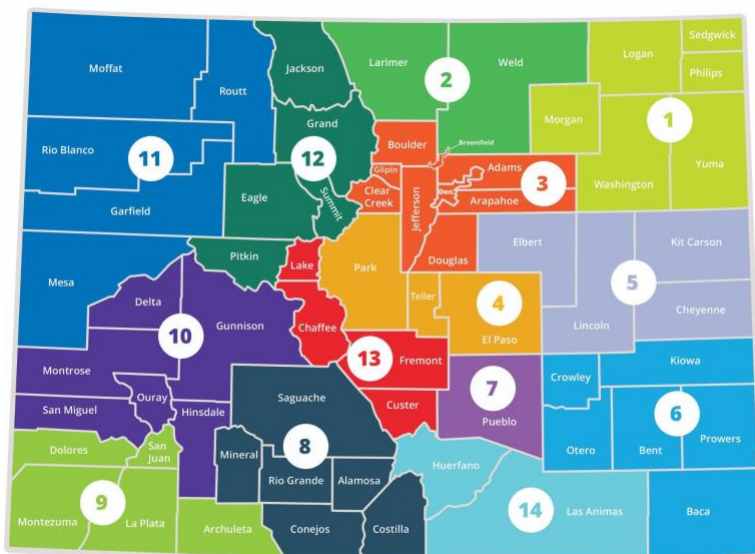 Moffat
Routt
Jackson
Larimer
Weld
Logan
Sedgwick
Philips
2
Morgan
1
Rio Blanco
11
Grand
12
Boulder
Broomfield
Glipin
Adams
3
Washington
Yuma
Clear
Creek
Jefferson
Den.
Arapahoe
Garfield
Eagle
Summit
Mesa
Pitkin
Lake
Park
Douglas
Elbert
Kit Carson
5
Delta
Gunnison
10
Chaffee
Teller
4
El Paso
Lincoln
Cheyenne
Montrose
Ouray
13
Fremont
7
Pueblo
Crowley
Kiowa
San Miguel
Hinsdale
Saguache
Custer
6
Prowers
Dolores
San
Juan
Mineral
8
Rio Grande
Alamosa
Huerfano
Otero
Bent
9
Montezuma
La Plata
Archuleta
Conejos
Costilla
14
Las Animas
Baca